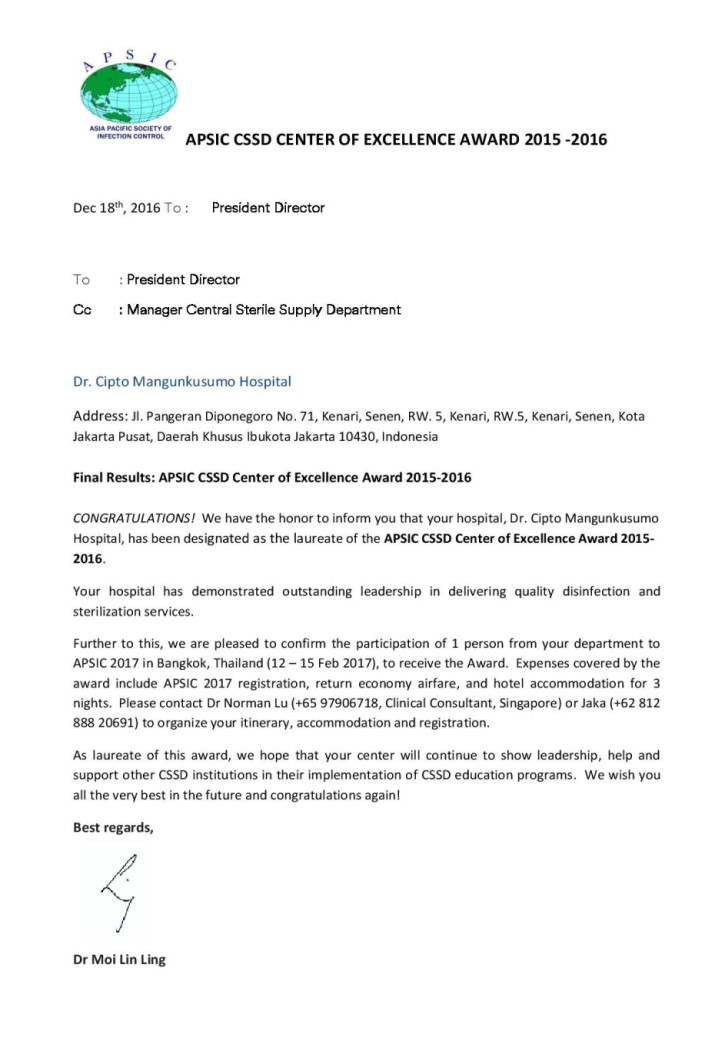 A P S I C
ASIA PACIFIC SOCIETY OF
INFECTION CONTROL
APSIC CSSD CENTER OF EXCELLENCE AWARD 2015 -2016
Dec 18th, 2016 To : President Director
To : President Director
Cc : Manager Central Sterile Supply Department
Dr. Cipto Mangunkusumo Hospital
Address: Jl. Pangeran Diponegoro No. 71, Kenari, Senen, RW. 5, Kenari, RW.5, Kenari, Senen, Kota
Jakarta Pusat, Daerah Khusus Ibukota Jakarta 10430, Indonesia
Final Results: APSIC CSSD Center of Excellence Award 2015-2016
CONGRATULATIONS! We have the honor to inform you that your hospital, Dr. Cipto Mangunkusumo
Hospital, has been designated as the laureate of the APSIC CSSD Center of Excellence Award 2015-
2016.
Your hospital has demonstrated outstanding leadership in delivering quality disinfection and
sterilization services.
Further to this, we are pleased to confirm the participation of 1 person from your department to
APSIC 2017 in Bangkok, Thailand (12 – 15 Feb 2017), to receive the Award. Expenses covered by the
award include APSIC 2017 registration, return economy airfare, and hotel accommodation for 3
nights. Please contact Dr Norman Lu (+65 97906718, Clinical Consultant, Singapore) or Jaka (+62 812
888 20691) to organize your itinerary, accommodation and registration.
As laureate of this award, we hope that your center will continue to show leadership, help and
support other CSSD institutions in their implementation of CSSD education programs. We wish you
all the very best in the future and congratulations again!
Best regards,
Dr Moi Lin Ling